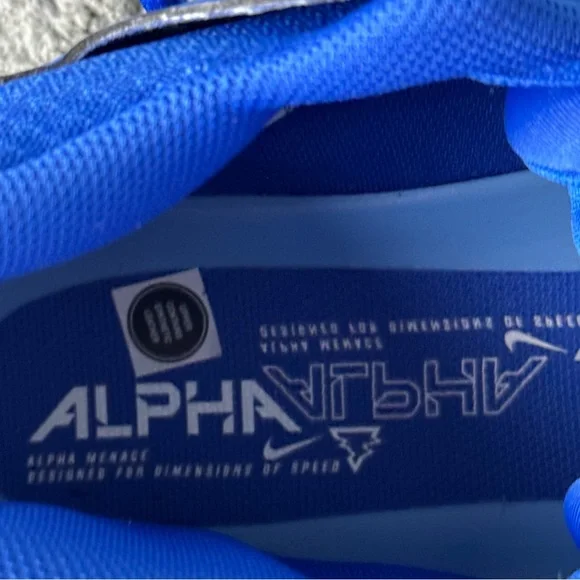 ALPHA
ALPHA MENACE
DESIGNED FOR DIMENSIONS OF SPEED
ALPHA
ALPHA MENACE
DESIGNED FOR DIMENSIONS OF SPEED